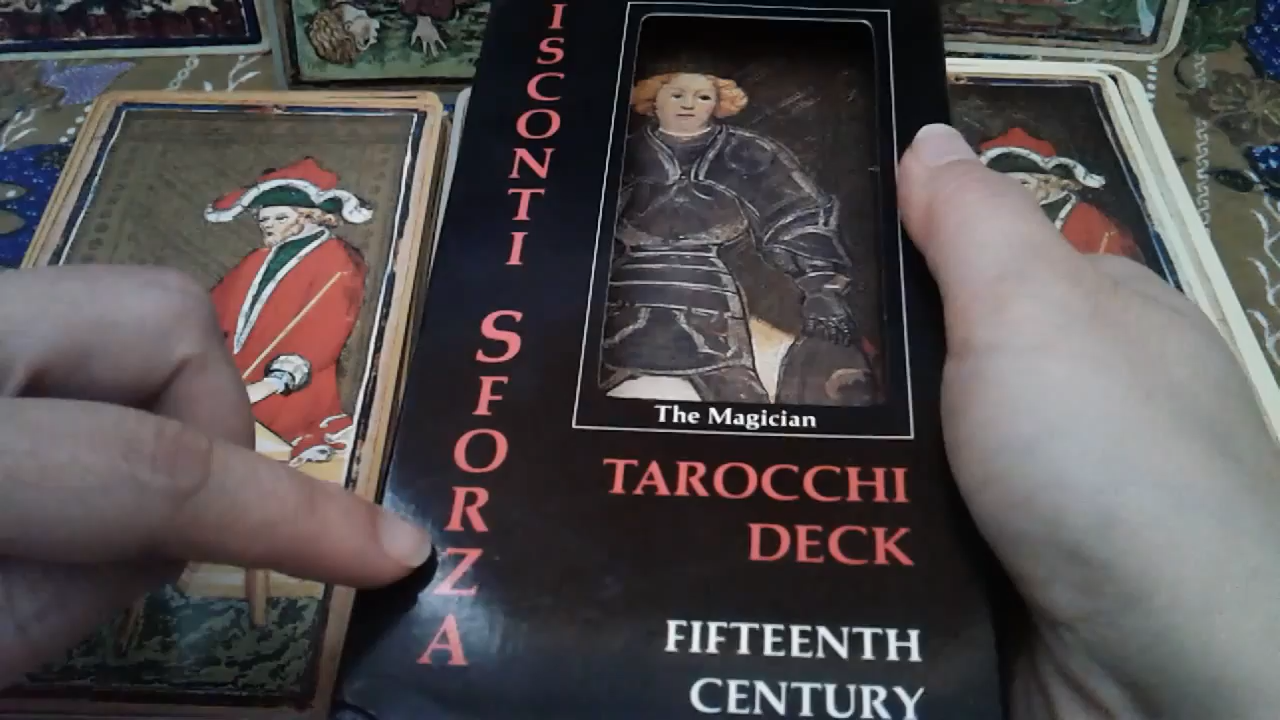 ISCONTI SFORZA
The Magician
TAROCCHI
DECK
FIFTEENTH
CENTURY